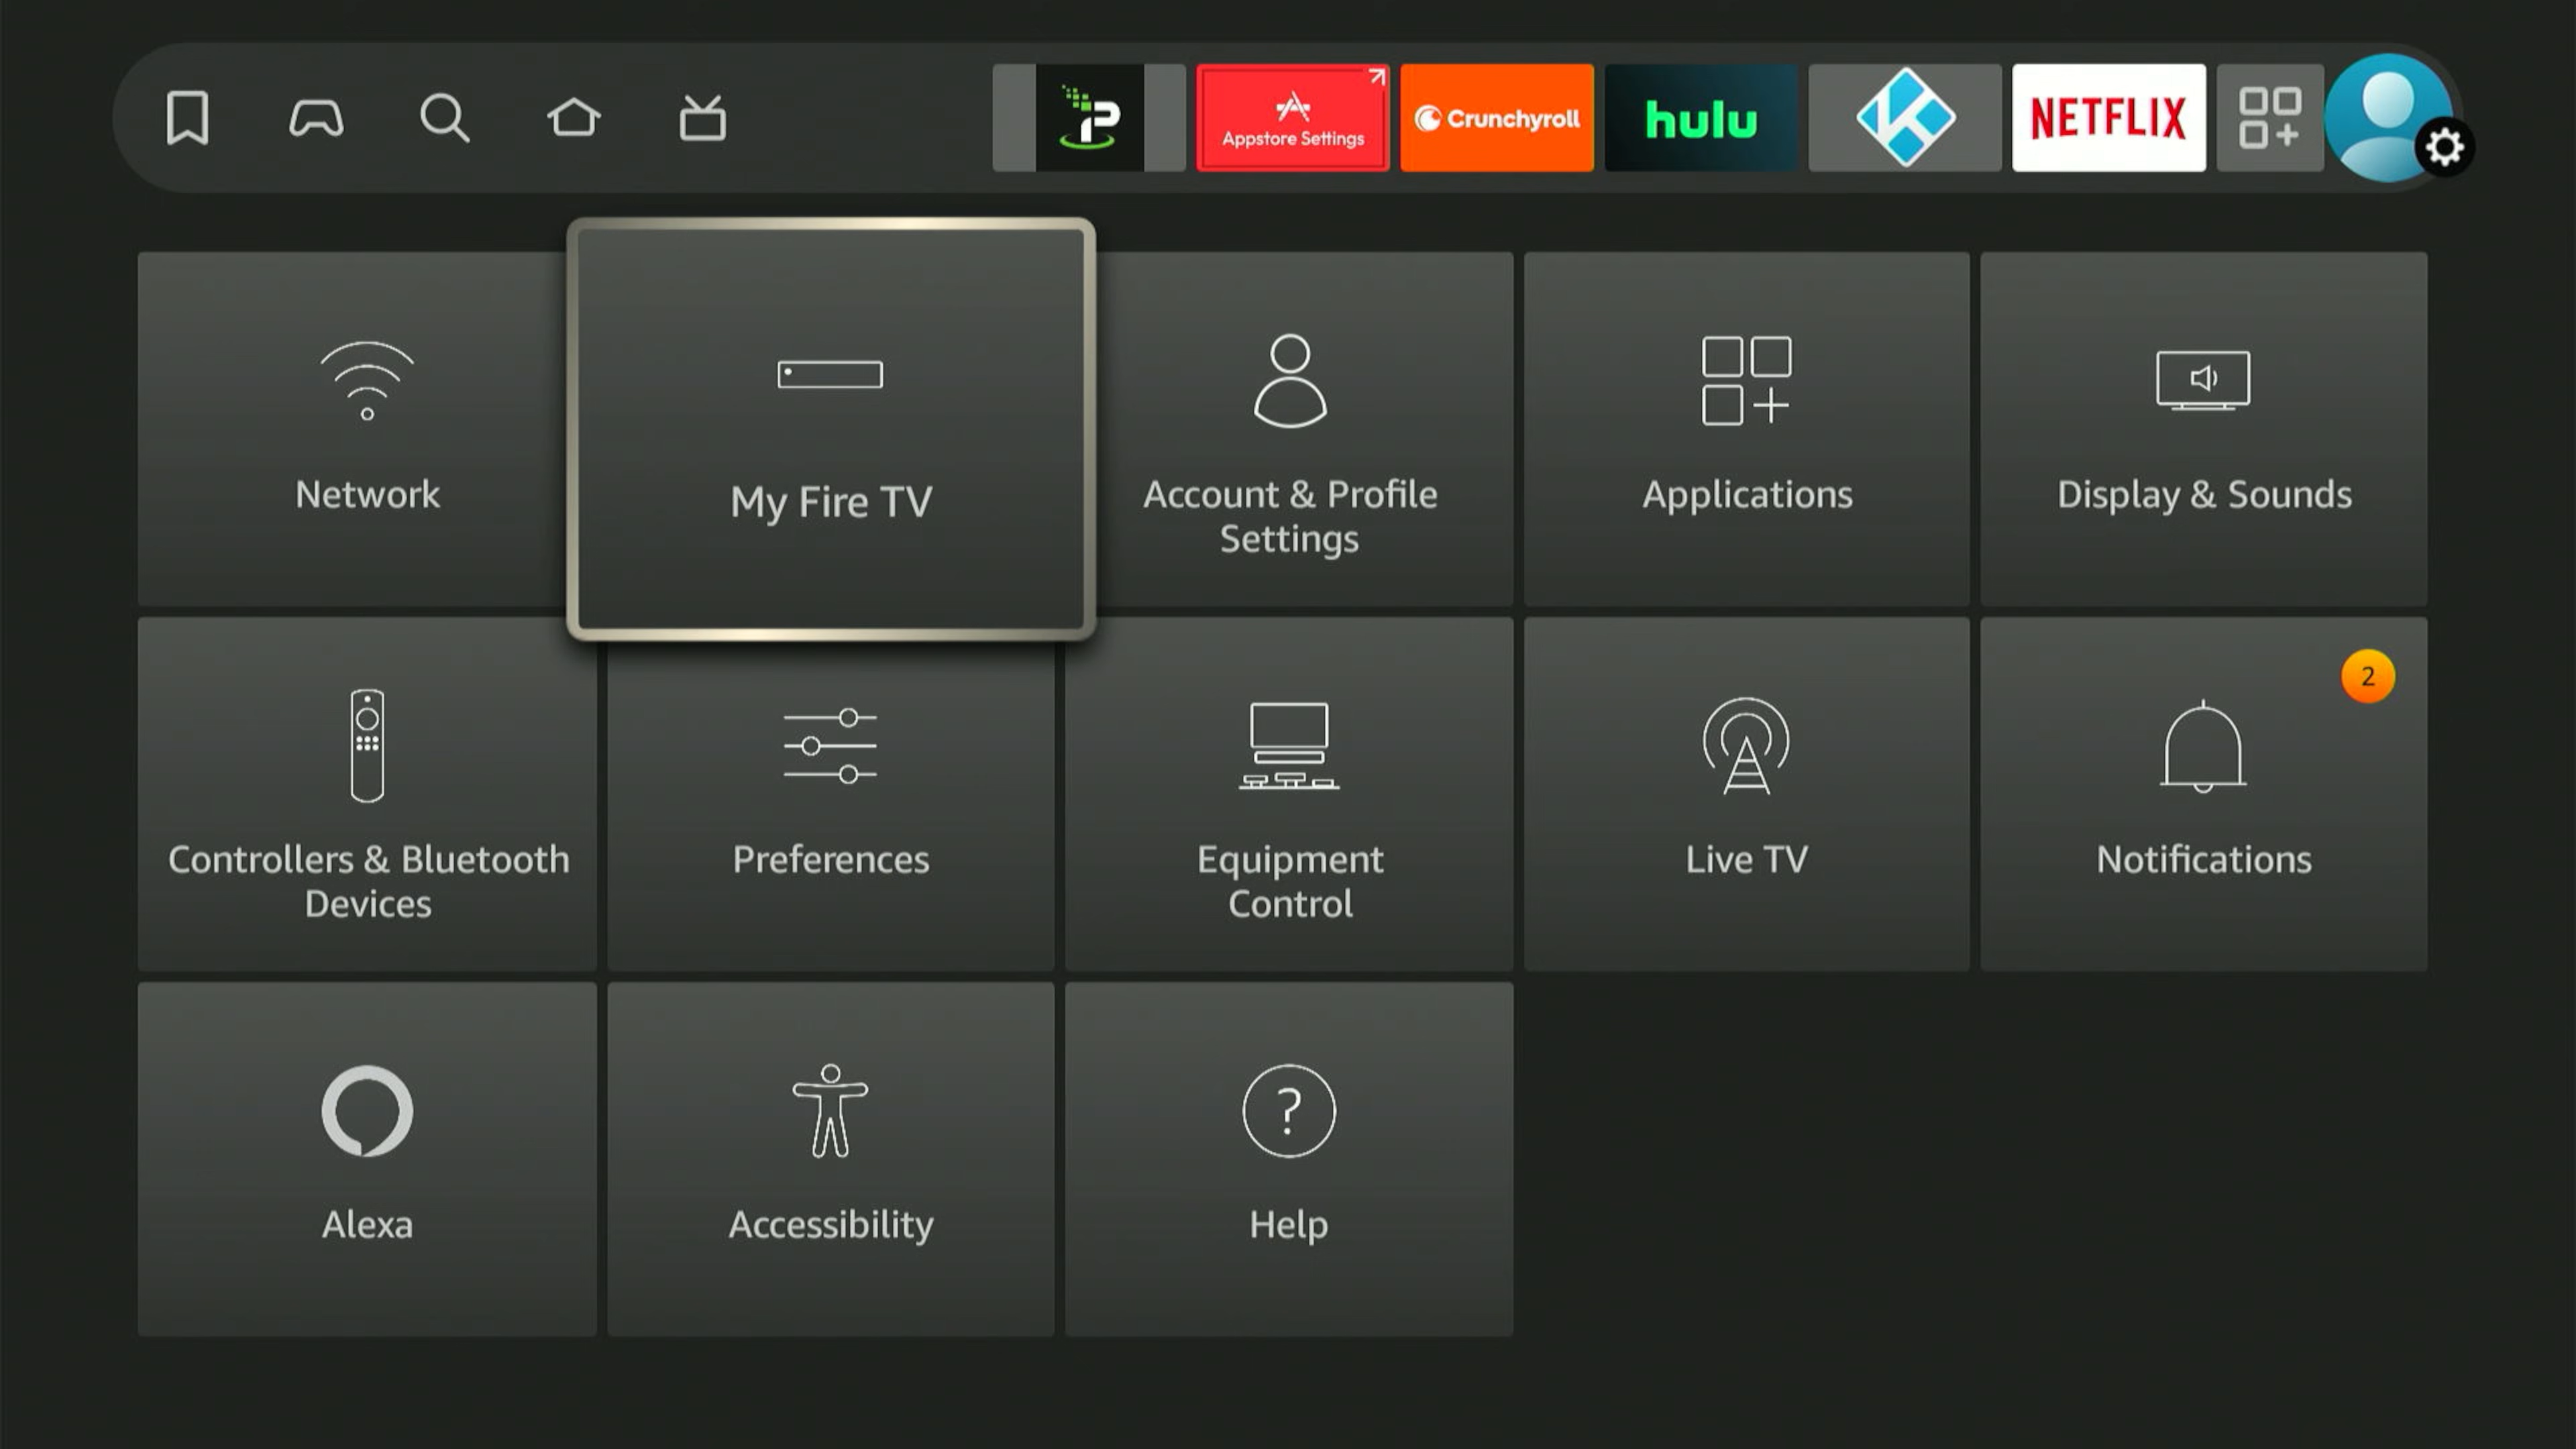 Appstore Settings
Crunchyroll
hulu
NETFLIX
Network
My Fire TV
Account & Profile
Settings
Applications
Display & Sounds
2
Controllers & Bluetooth
Devices
Preferences
Equipment
Control
Live TV
Notifications
Alexa
Accessibility
?
Help